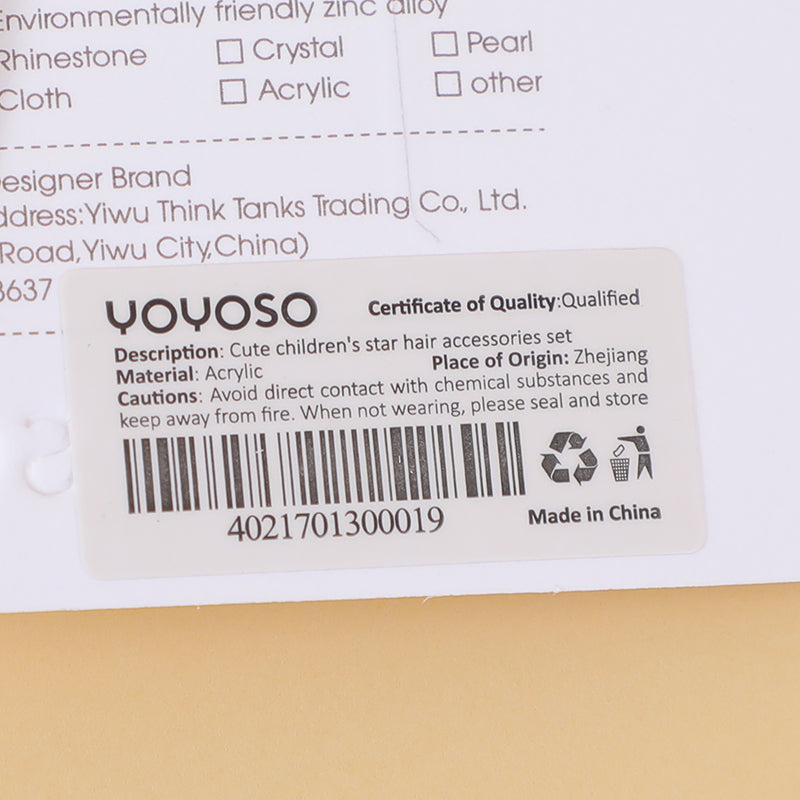 Environmentally friendly zinc alloy
Rhinestone Crystal Pearl
Cloth Acrylic other
Designer Brand
Address:Yiwu Think Tanks Trading Co., Ltd.
Road,Yiwu City,China)
8637
YOYOSO
Certificate of Quality:Qualified
Description: Cute children's star hair accessories set
Material: Acrylic Place of Origin: Zhejiang
Cautions: Avoid direct contact with chemical substances and
keep away from fire. When not wearing, please seal and store
4021701300019
Made in China